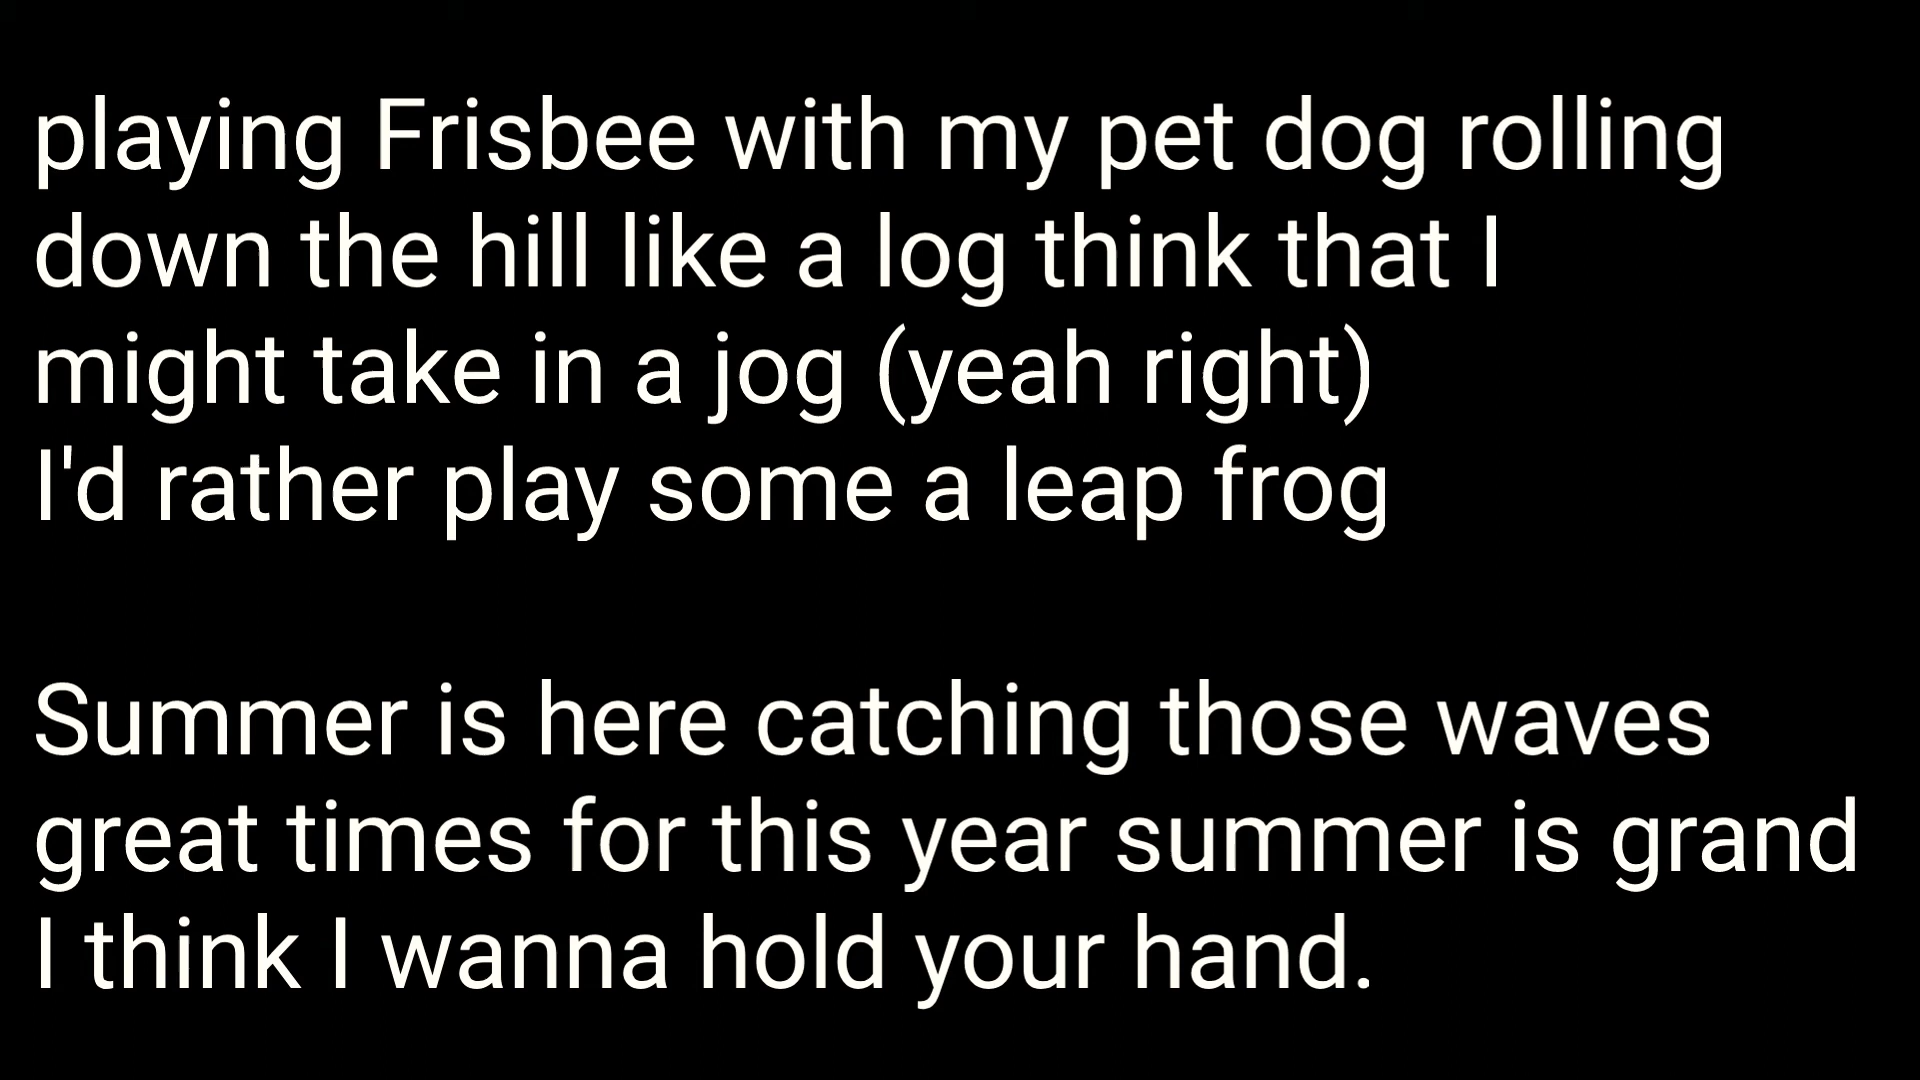 playing Frisbee with my pet dog rolling
down the hill like a log think that I
might take in a jog (yeah right)
I'd rather play some a leap frog
Summer is here catching those waves
great times for this year summer is grand
I think I wanna hold your hand.